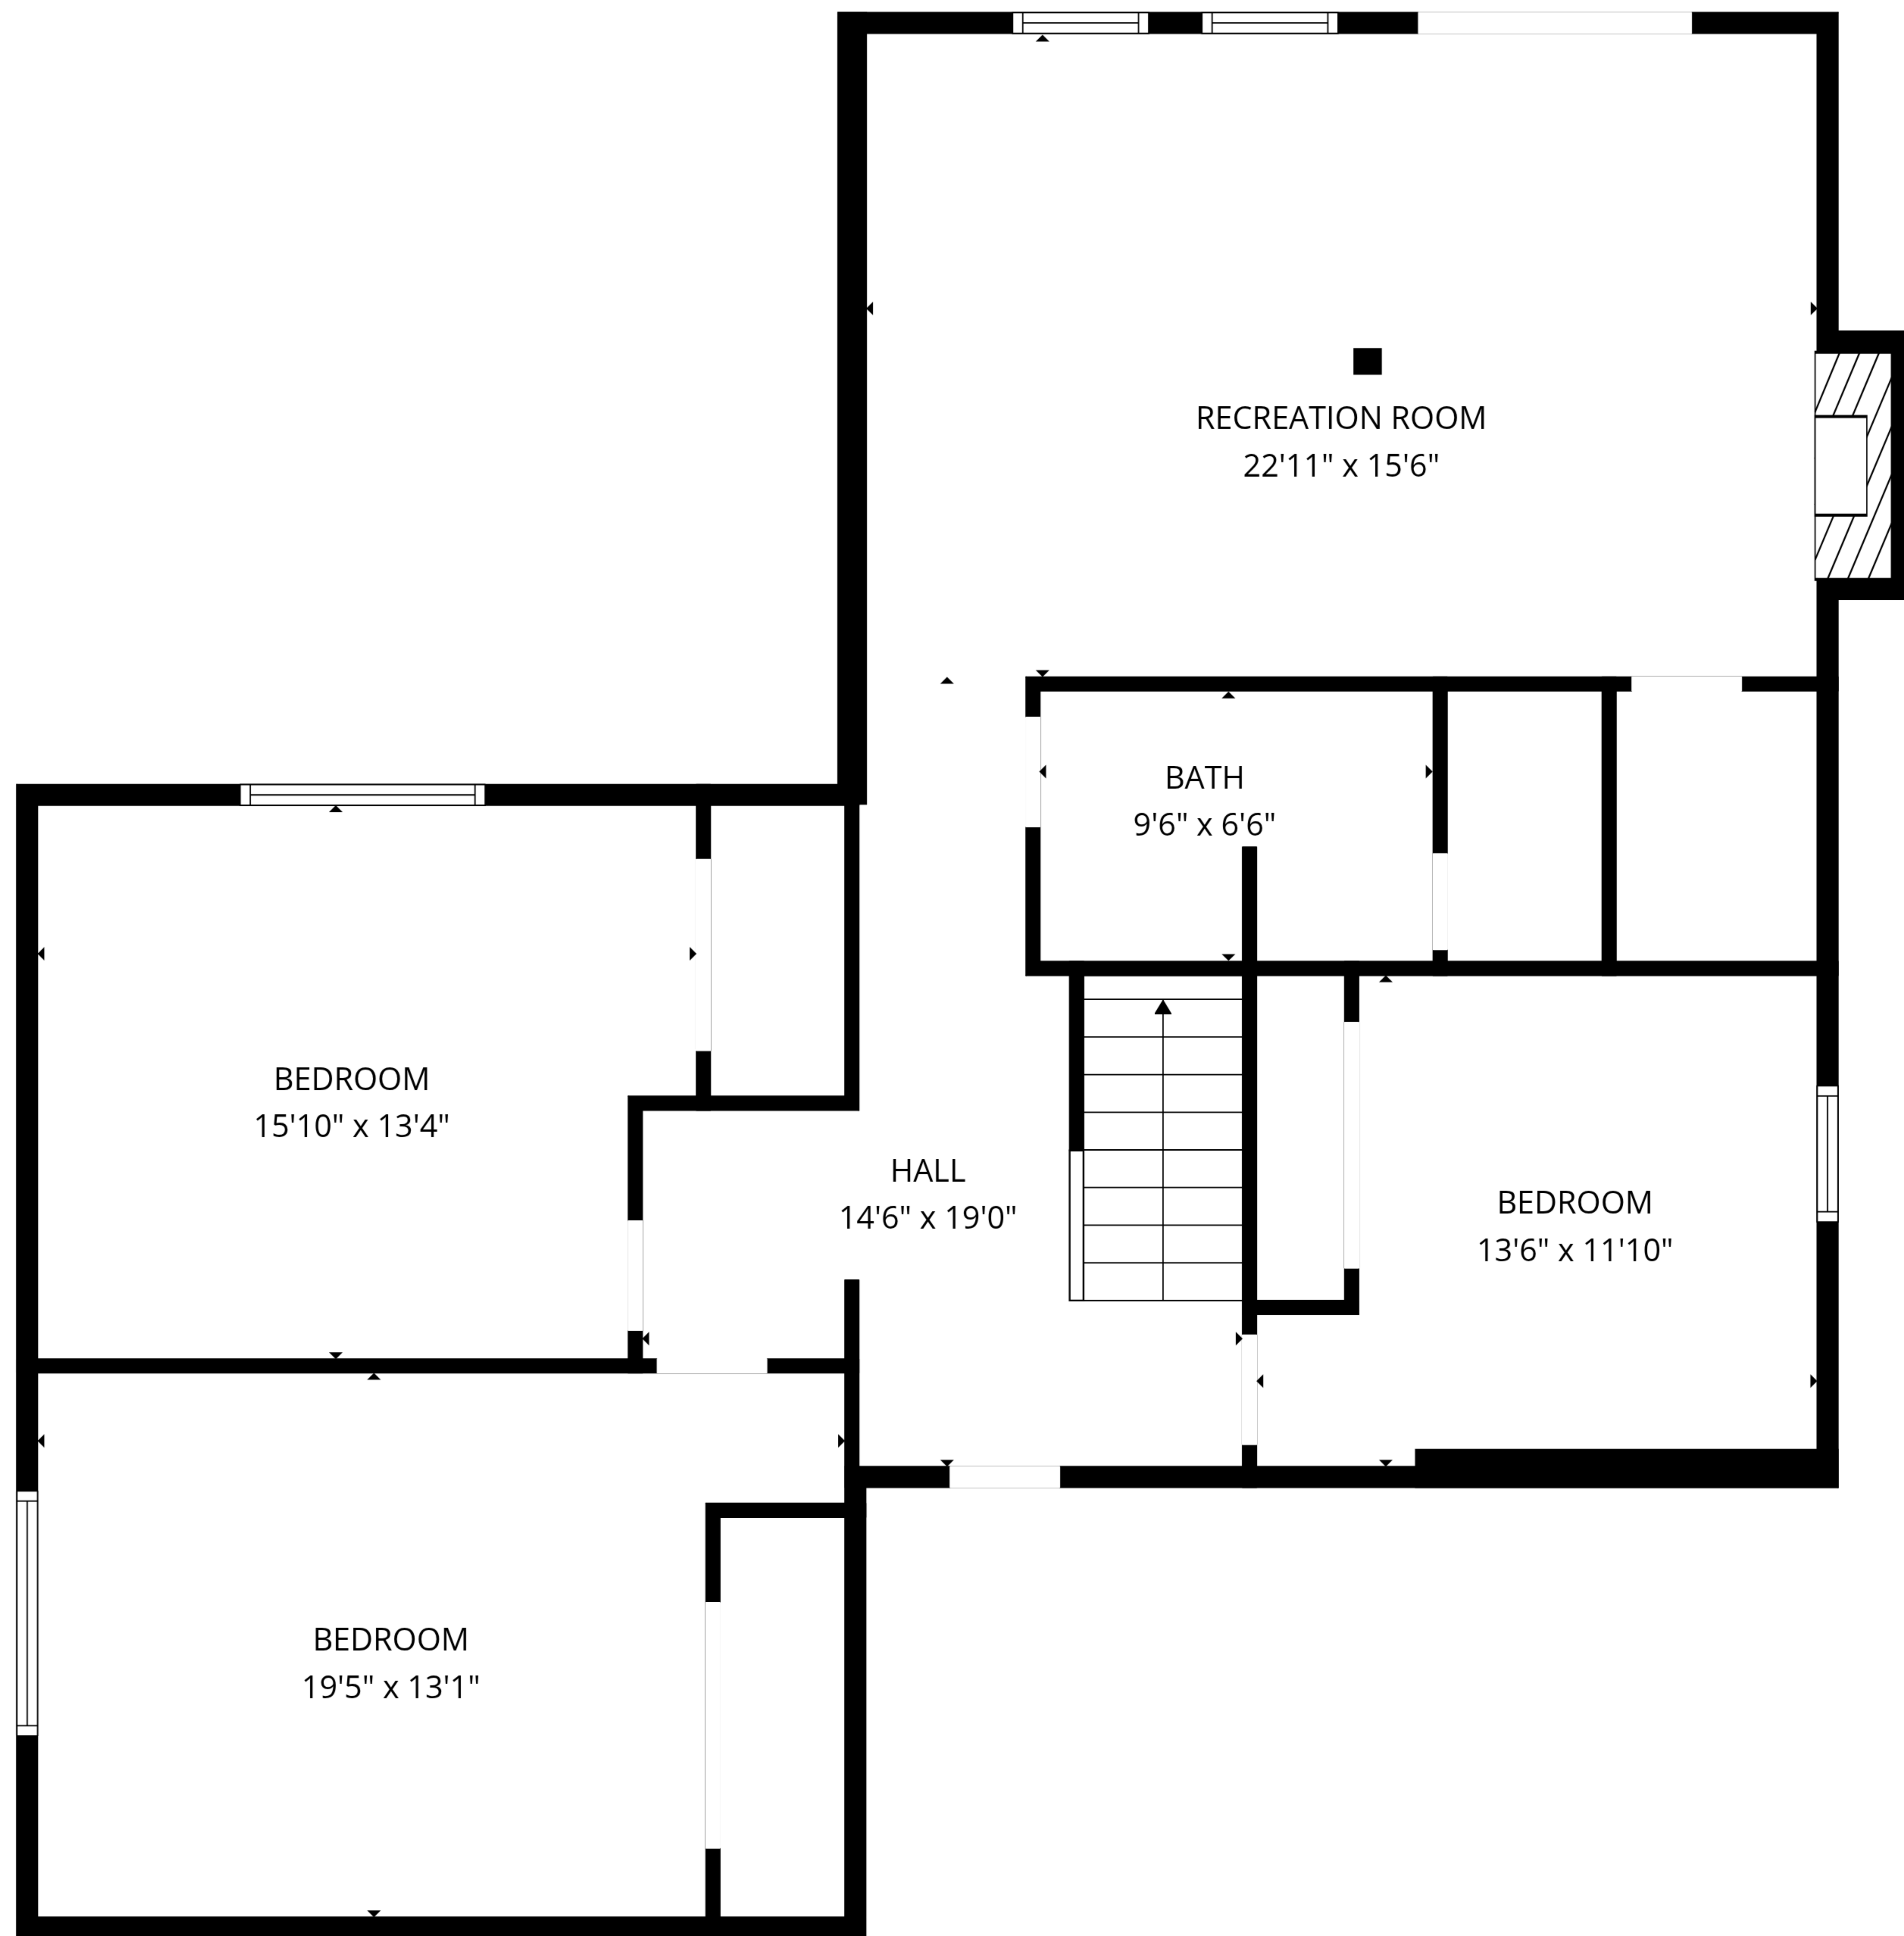 RECREATION ROOM
22'11" x 15'6"
BATH
9'6" x 6'6"
BEDROOM
15'10" x 13'4"
HALL
14'6" x 19'0"
BEDROOM
13'6" x 11'10"
BEDROOM
19'5" x 13'1"